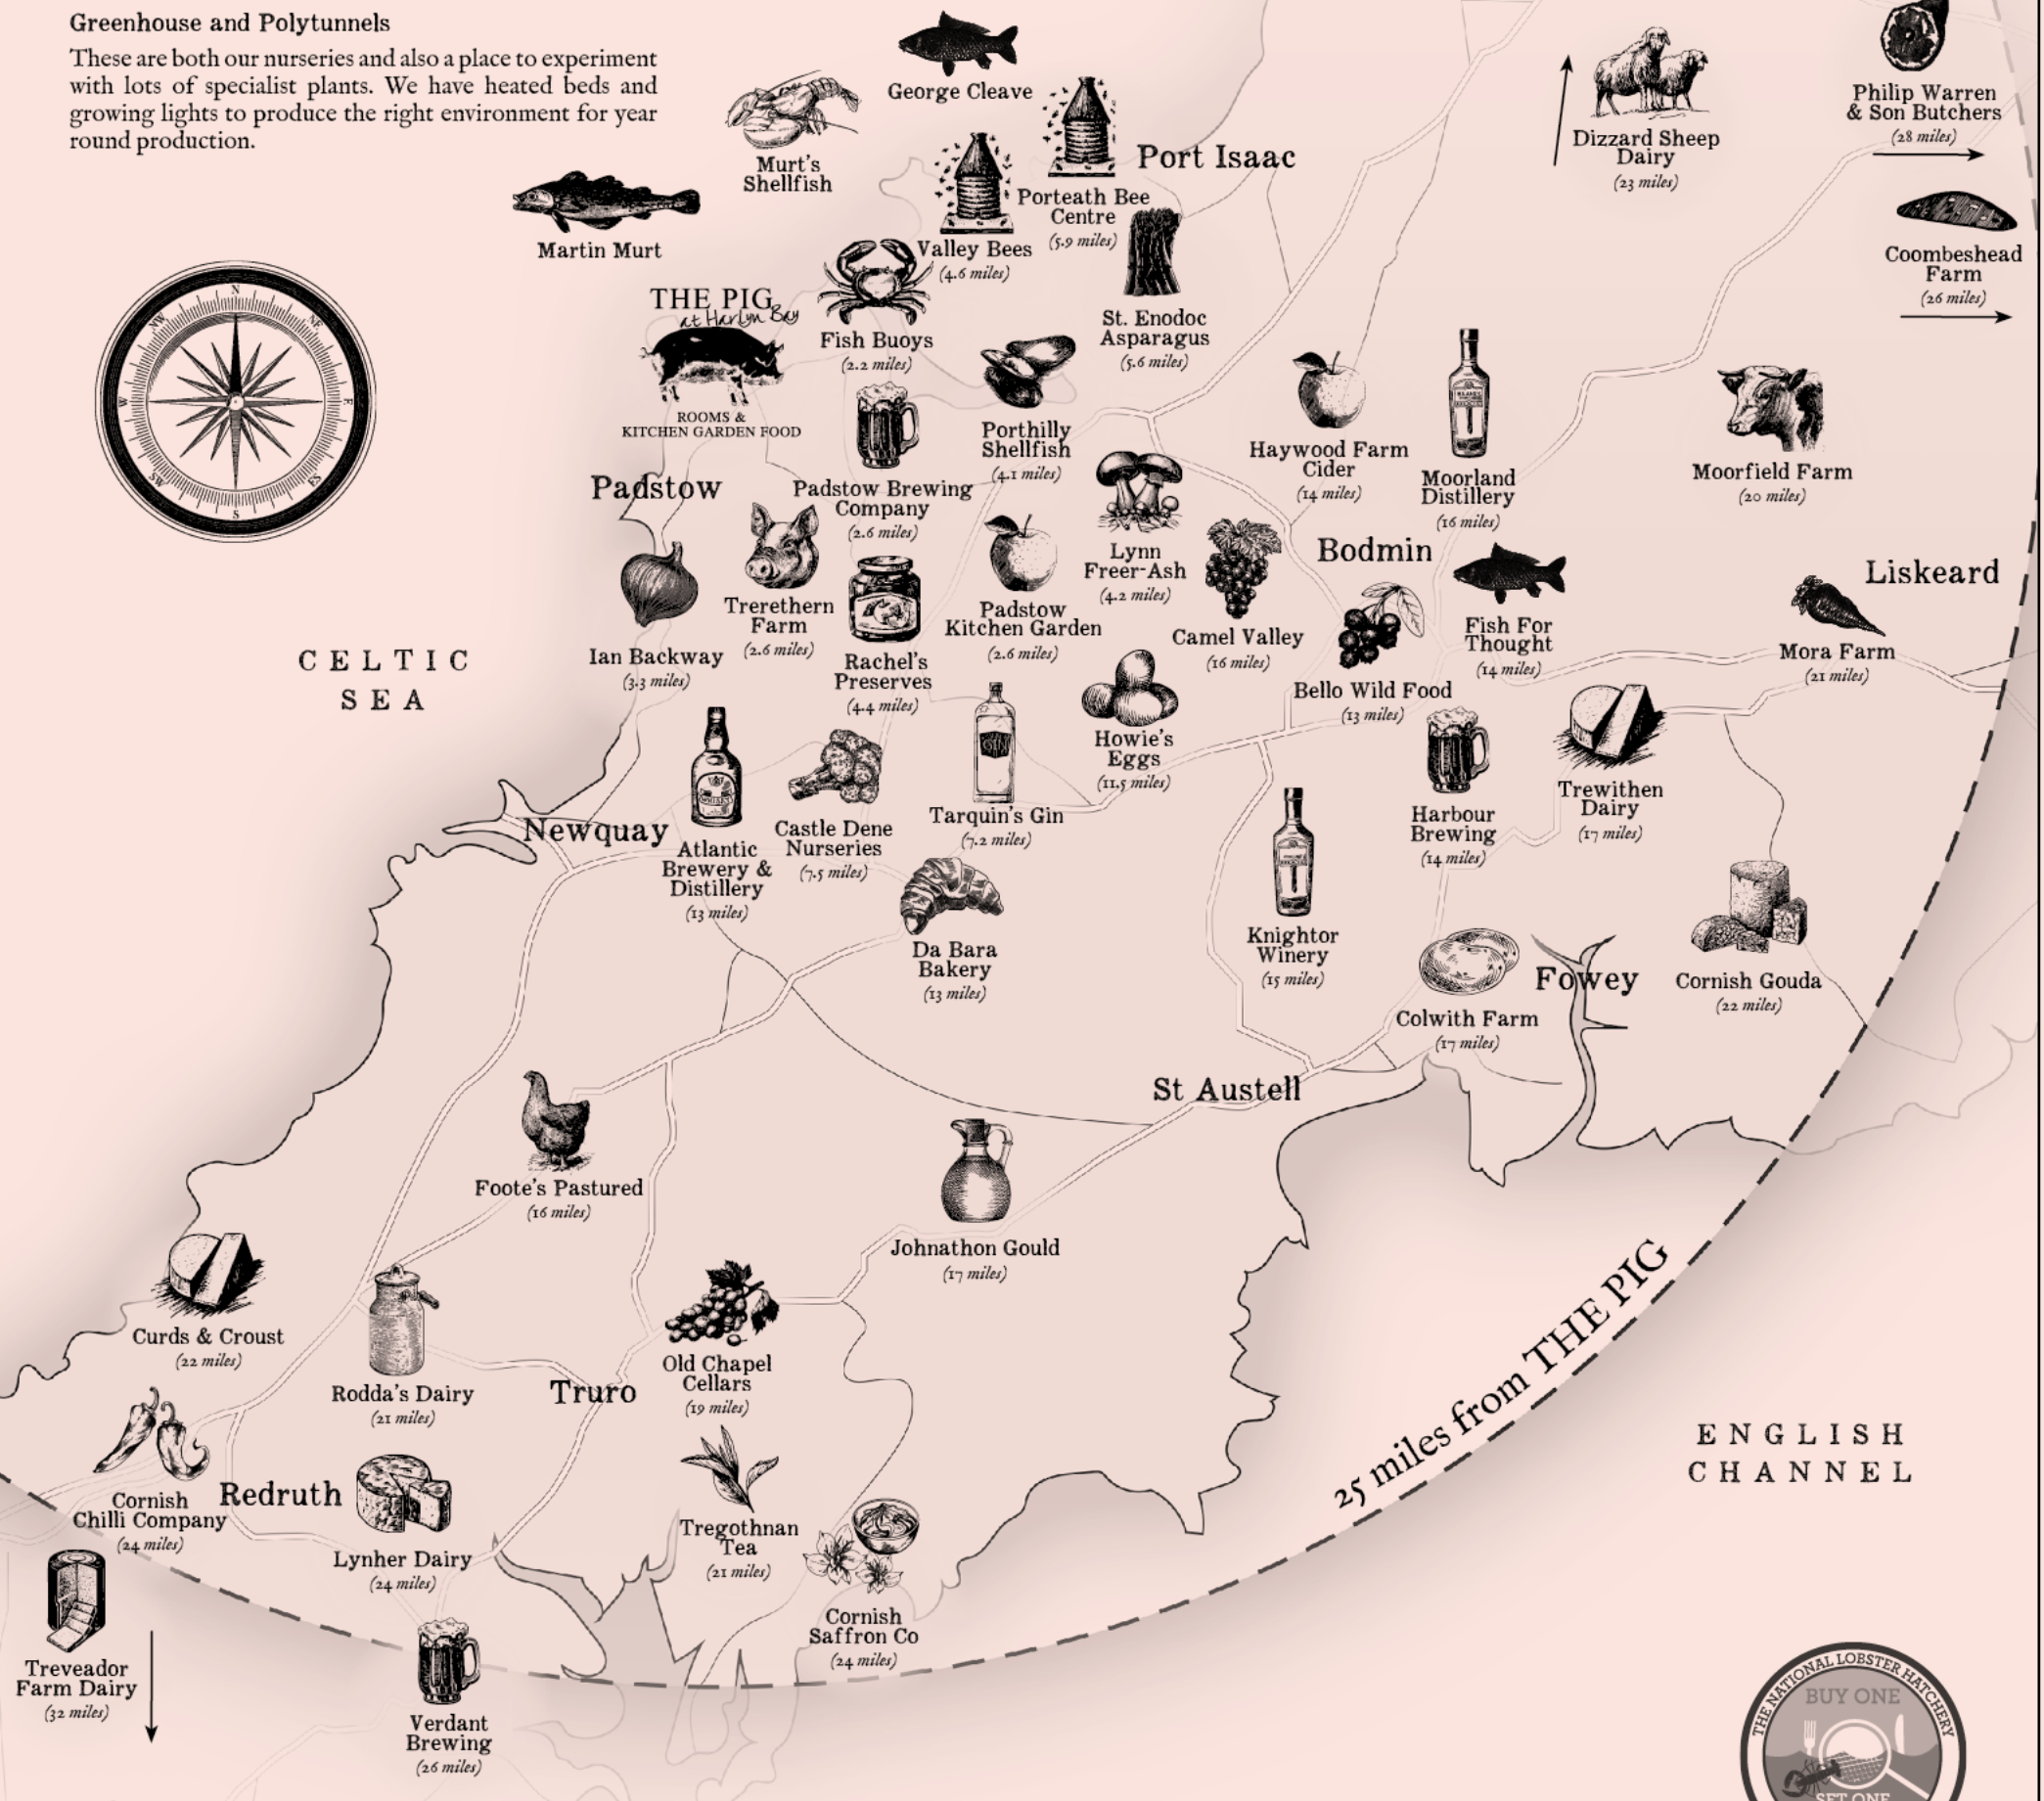 Greenhouse and Polytunnels
These are both our nurseries and also a place to experiment
with lots of specialist plants. We have heated beds and
growing lights to produce the right environment for year
round production.
George Cleave
Murt's
Shellfish
Martin Murt
Port Isaac
Porteath Bee
Centre
(5.9 miles)
Valley Bees
(4.6 miles)
Dizzard Sheep
Dairy
(23 miles)
Philip Warren
& Son Butchers
(28 miles)
Coombeshead
Farm
(26 miles)
N
NE
E
SE
S
SW
W
NW
THE PIG
at Harlyn Bay
ROOMS &
KITCHEN GARDEN FOOD
Fish Buoys
(2.2 miles)
St. Enodoc
Asparagus
(5.6 miles)
Porthilly
Shellfish
(4.1 miles)
Haywood Farm
Cider
(14 miles)
Moorland
Distillery
(16 miles)
Moorfield Farm
(20 miles)
Padstow
Padstow Brewing
Company
(2.6 miles)
Lynn
Freer-Ash
(4.2 miles)
Bodmin
Liskeard
Ian Backway
(3.3 miles)
Trerethern
Farm
(2.6 miles)
Rachel's
Preserves
(4.4 miles)
Padstow
Kitchen Garden
(2.6 miles)
Camel Valley
(16 miles)
Fish For
Thought
(14 miles)
Mora Farm
(21 miles)
CELTIC
SEA
Bello Wild Food
(13 miles)
Howie's
Eggs
(11.5 miles)
GIN
Tarquin's Gin
(7.2 miles)
Newquay
WHISKEY
Atlantic
Brewery &
Distillery
(13 miles)
Castle Dene
Nurseries
(7.5 miles)
Harbour
Brewing
(14 miles)
Trewithen
Dairy
(17 miles)
Da Bara
Bakery
(13 miles)
Knightor
Winery
(15 miles)
Fowey
Cornish Gouda
(22 miles)
Colwith Farm
(17 miles)
St Austell
Foote's Pastured
(16 miles)
Johnathon Gould
(17 miles)
Curds & Croust
(22 miles)
Rodda's Dairy
(21 miles)
Truro
Old Chapel
Cellars
(19 miles)
25 miles from THE PIG
ENGLISH
CHANNEL
Cornish
Chilli Company
(24 miles)
Redruth
Lynher Dairy
(24 miles)
Tregothnan
Tea
(21 miles)
Cornish
Saffron Co
(24 miles)
Treveador
Farm Dairy
(32 miles)
Verdant
Brewing
(26 miles)
THE NATIONAL LOBSTER HATCHERY
BUY ONE
SET ONE